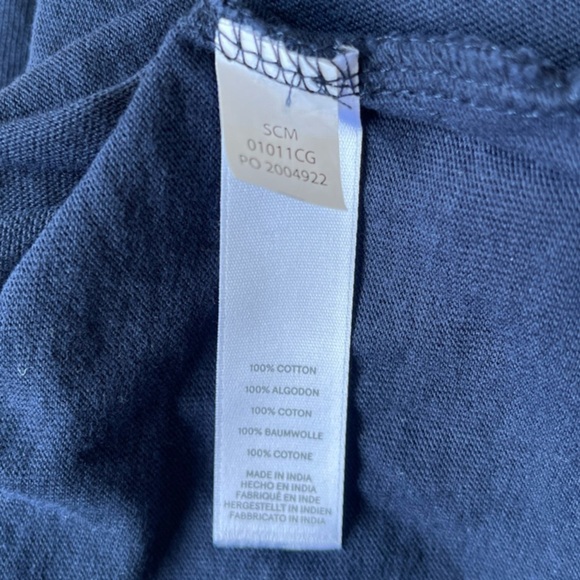 SCM
01011CG
PO 2004922
100% COTTON
100% ALGODON
100% COTON
100% BAUMWOLLE
100% COTONE
MADE IN INDIA
HECHO EN INDIA
FABRIQUÉ EN INDE
HERGESTELLT IN INDIEN
FABBRICATO IN INDIA